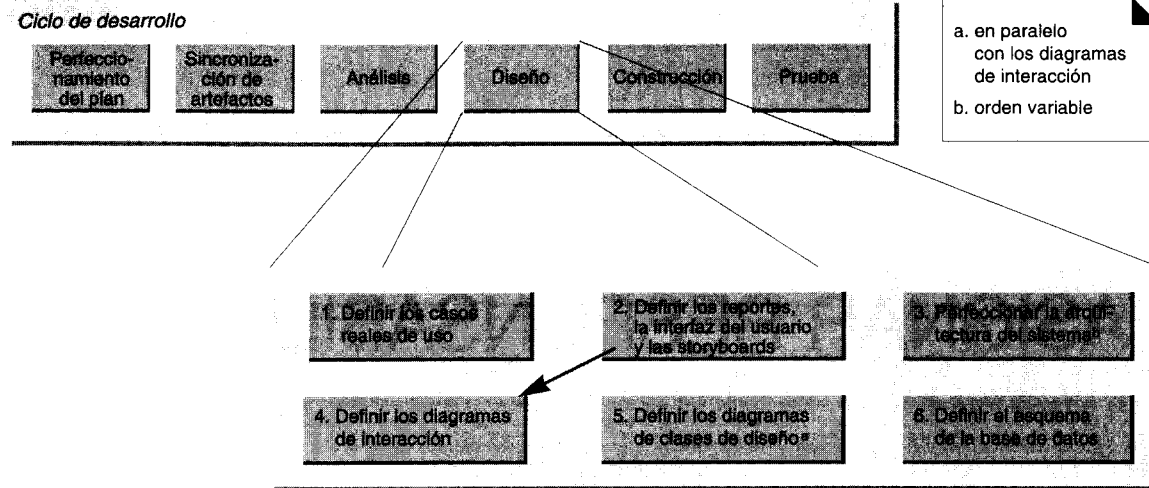 Ciclo de desarrollo
Perfeccio-
namiento
del plan
Sincroniza-
ción de
artefactos
Análisis
Diseño
Construcción
Prueba
a. en paralelo
con los diagramas
de interacción
b. orden variable
1. Definir los casos
reales de uso
2. Definir los reportes,
la interfaz del usuario
y las storyboards
3. Perfeccionar la arqui-
tectura del sistema
4. Definir los diagramas
de interacción
5. Definir los diagramas
de clases de diseño ª
6. Definir el esquema
de la base de datos